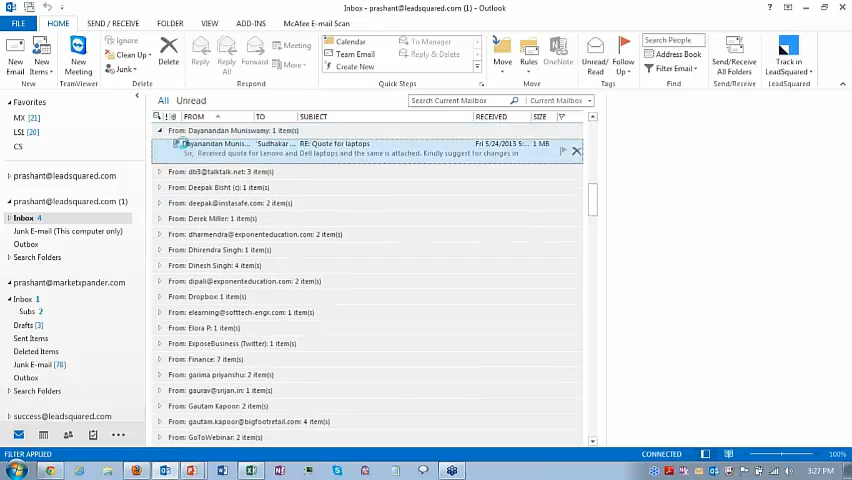 Inbox - prashant@leadsquared.com (1) - Outlook
FILE HOME SEND / RECEIVE FOLDER VIEW ADD-INS McAfee E-mail Scan
New Email
New Items
New Meeting
TeamViewer
Ignore
Clean Up
Junk
Delete
Delete
Reply
Reply All
Forward
Meeting
More
Respond
Calendar
Team Email
Create New
To Manager
Reply & Delete
Quick Steps
Move
Rules
OneNote
Move
Unread/ Read
Follow Up
Tags
Search People
Address Book
Filter Email
Find
Send/Receive All Folders
Send/Receive
Track in LeadSquared
LeadSquared
Favorites
MX [21]
LS1 [20]
CS
prashant@leadsquared.com
prashant@leadsquared.com (1)
Inbox 4
Junk E-mail (This computer only)
Outbox
Search Folders
prashant@marketxpander.com
Inbox 1
Subs 2
Drafts [3]
Sent Items
Deleted Items
Junk E-mail [78]
Outbox
Search Folders
success@leadsquared.com
All Unread
Search Current Mailbox
Current Mailbox
FROM TO SUBJECT RECEIVED SIZE
From: Dayanandan Muniswamy: 1 item(s)
Dayanandan Munis... 'Sudhakar ... RE: Quote for laptops Fri 5/24/2013 5:... 1 MB
Sir, Received quote for Lenovo and Dell laptops and the same is attached. Kindly suggest for changes in
From: db3@talktalk.net: 3 item(s)
From: Deepak Bisht (c): 1 item(s)
From: deepak@instasafe.com: 2 item(s)
From: Derek Miller: 1 item(s)
From: dharmendra@exponenteducation.com: 2 item(s)
From: Dhirendra Singh: 1 item(s)
From: Dinesh Singh: 4 item(s)
From: dipali@exponenteducation.com: 2 item(s)
From: Dropbox: 1 item(s)
From: elearning@softtech-engr.com: 1 item(s)
From: Elora P: 1 item(s)
From: ExposeBusiness (Twitter): 1 item(s)
From: Finance: 7 item(s)
From: garima priyanshu: 2 item(s)
From: gaurav@srijan.in: 1 item(s)
From: Gautam Kapoor: 2 item(s)
From: gautam.kapoor@bigfootretail.com: 4 item(s)
From: GoToWebinar: 2 item(s)
FILTER APPLIED
CONNECTED
100%
3:27 PM